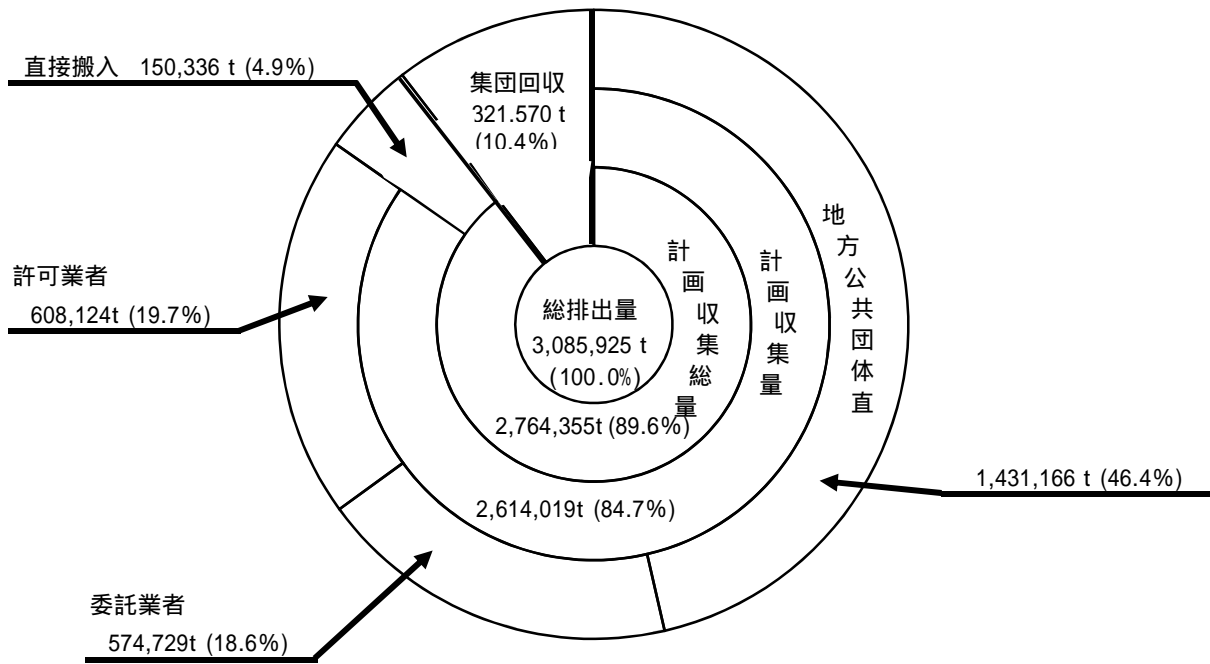 直接搬入 150,336 t (4.9%)
集団回収
321.570 t
(10.4%)
許可業者
608,124t (19.7%)
総排出量
3,085,925 t
(100.0%)
計画収集総量
2,764,355t (89.6%)
計画収集量
2,614,019t (84.7%)
地方公共団体直
1,431,166 t (46.4%)
委託業者
574,729t (18.6%)